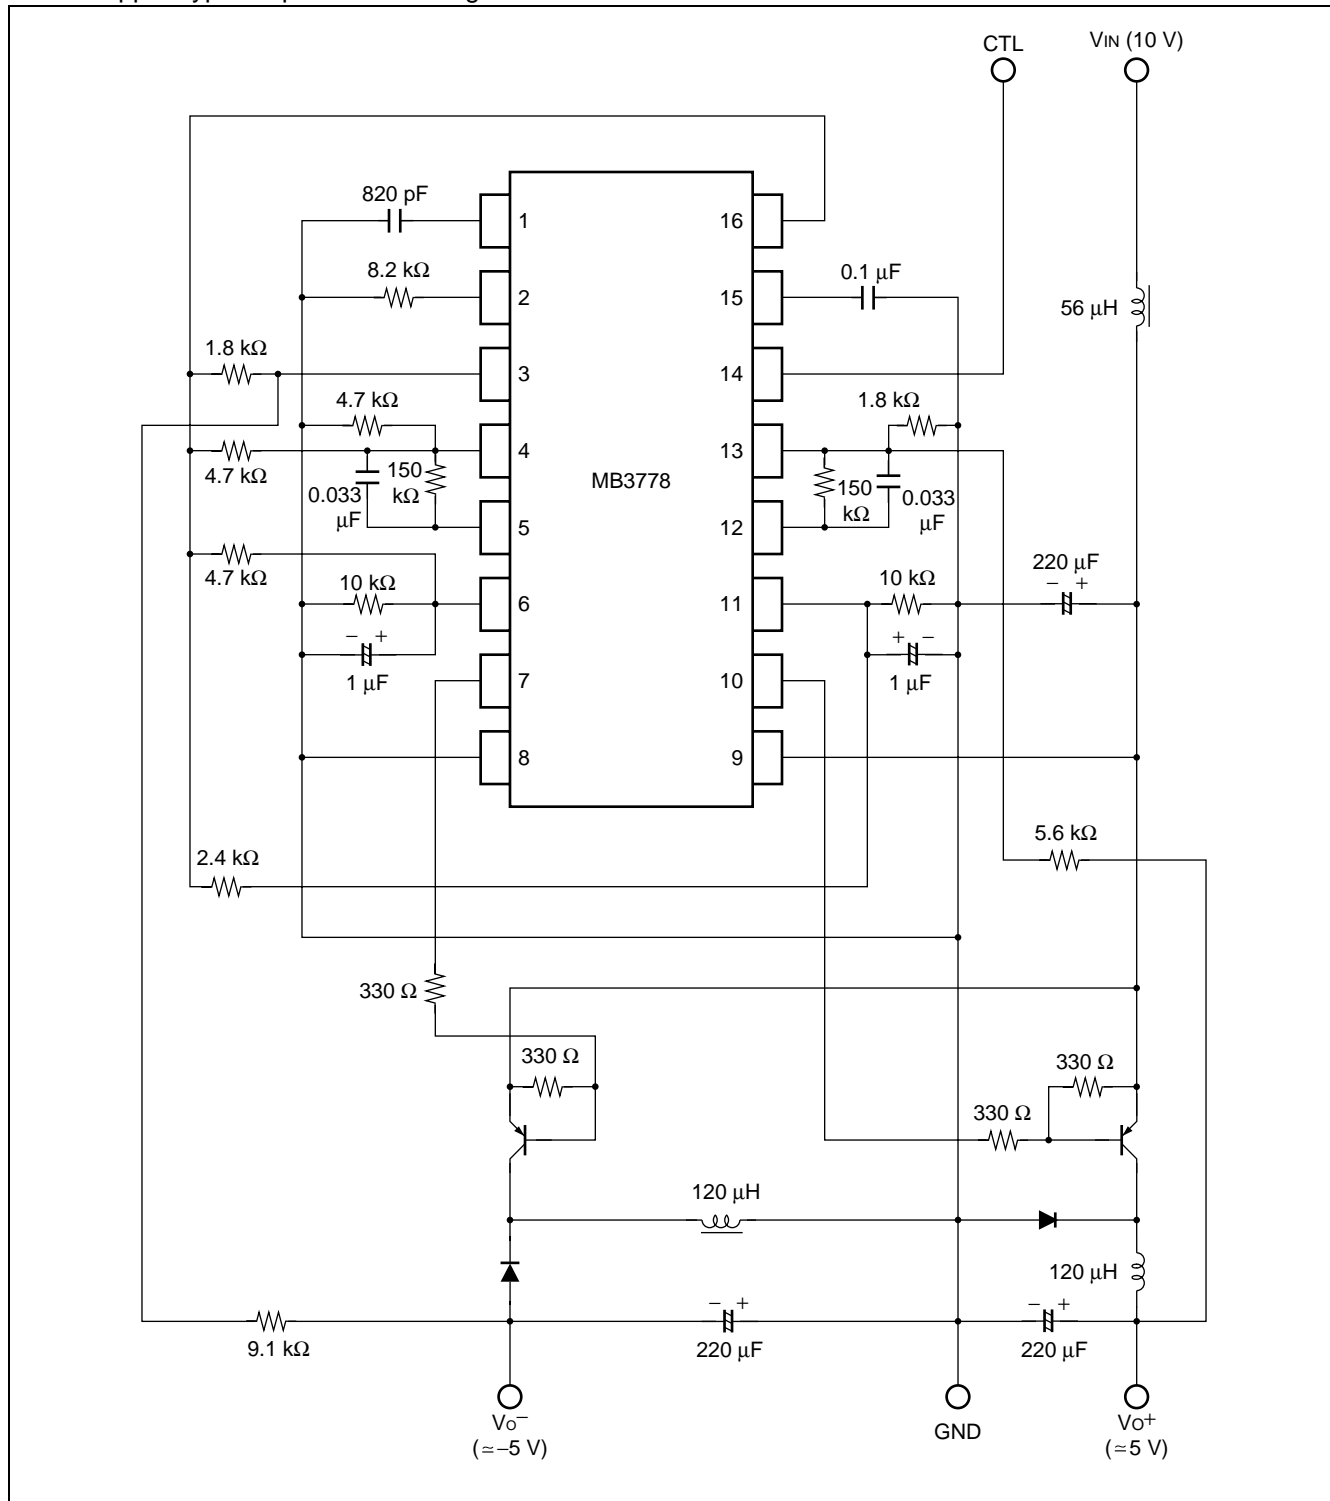 CTL
VIN (10 V)
820 pF
1
16
8.2 kΩ
2
15
0.1 µF
56 µH
1.8 kΩ
3
14
4.7 kΩ
1.8 kΩ
4
13
4.7 kΩ
150
kΩ
0.033
µF
MB3778
150
kΩ
0.033
µF
5
12
4.7 kΩ
10 kΩ
6
11
10 kΩ
220 µF
− +
− +
1 µF
+ −
1 µF
7
10
8
9
5.6 kΩ
2.4 kΩ
330 Ω
330 Ω
330 Ω
330 Ω
120 µH
120 µH
9.1 kΩ
− +
220 µF
− +
220 µF
VO−
(≃−5 V)
GND
VO+
(≃5 V)